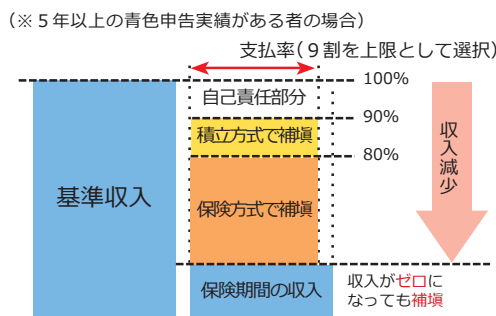 （※５年以上の青色申告実績がある者の場合）
支払率（９割を上限として選択）
100%
自己責任部分
90%
積立方式で補塡
80%
基準収入
保険方式で補塡
収入減少
保険期間の収入
収入がゼロに
なっても補塡